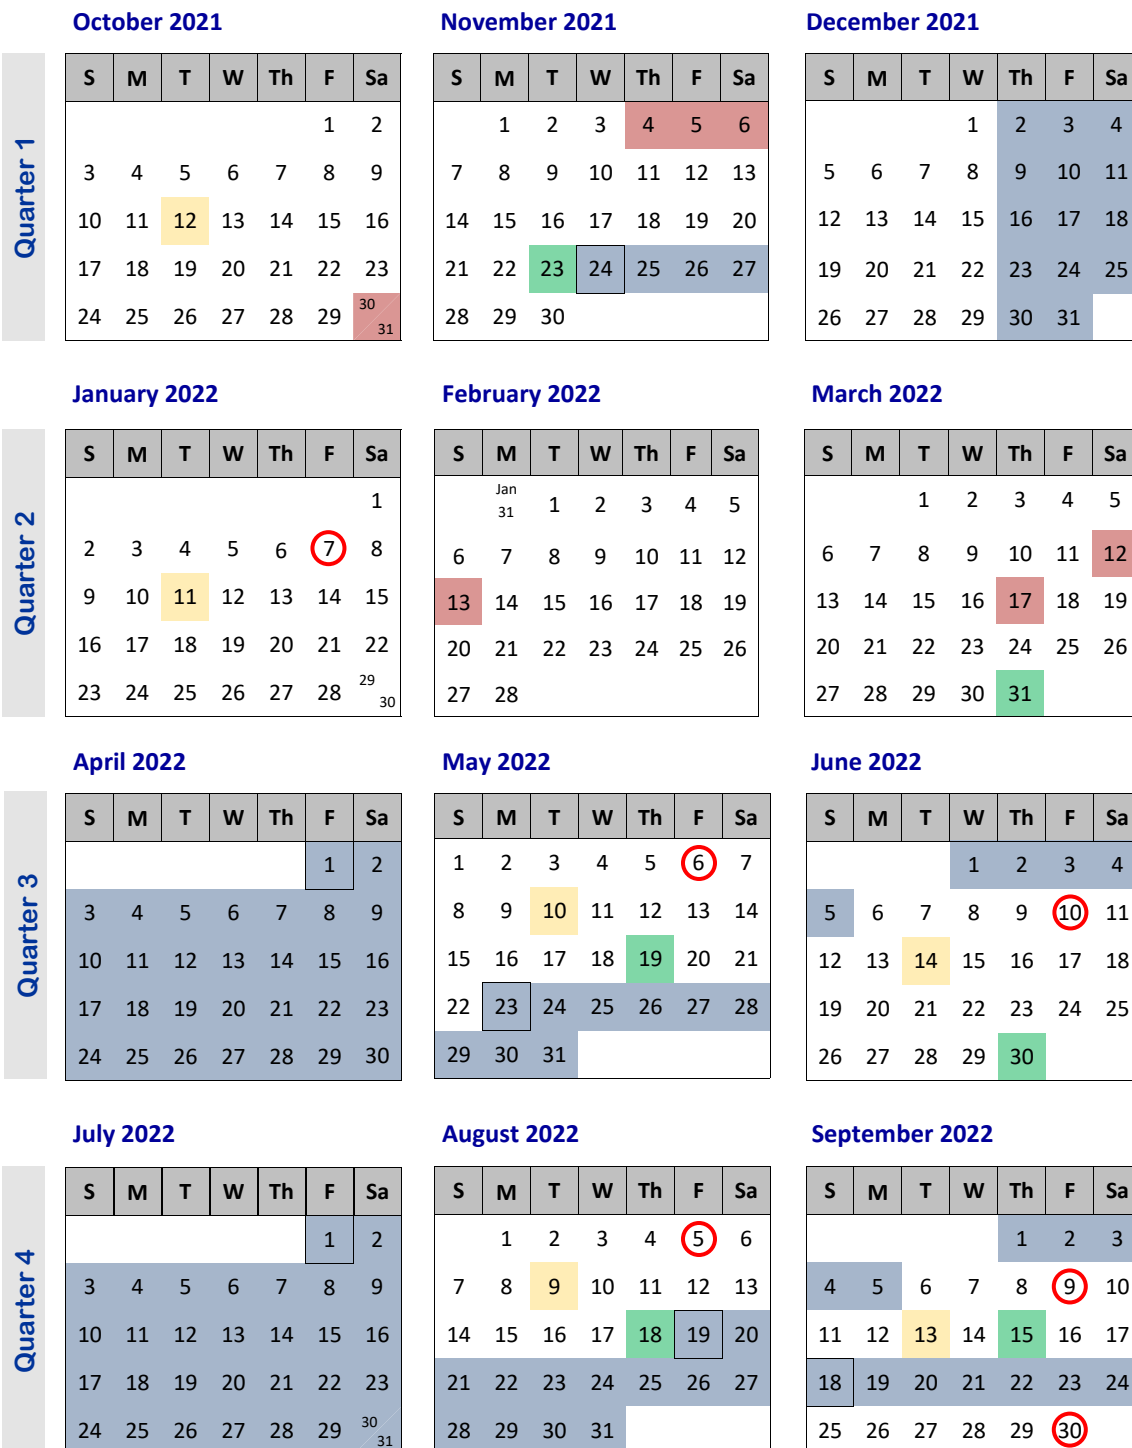 October 2021 November 2021 December 2021
Quarter 1
S M T W Th F Sa S M T W Th F Sa S M T W Th F Sa
1 2 1 2 3 4 5 6 1 2 3 4
3 4 5 6 7 8 9 7 8 9 10 11 12 13 5 6 7 8 9 10 11
10 11 12 13 14 15 16 14 15 16 17 18 19 20 12 13 14 15 16 17 18
17 18 19 20 21 22 23 21 22 23 24 25 26 27 19 20 21 22 23 24 25
24 25 26 27 28 29 30 31 28 29 30 26 27 28 29 30 31
January 2022 February 2022 March 2022
Quarter 2
S M T W Th F Sa S M T W Th F Sa S M T W Th F Sa
1 Jan 31 1 2 3 4 5 1 2 3 4 5
2 3 4 5 6 7 8 6 7 8 9 10 11 12 6 7 8 9 10 11 12
9 10 11 12 13 14 15 13 14 15 16 17 18 19 13 14 15 16 17 18 19
16 17 18 19 20 21 22 20 21 22 23 24 25 26 20 21 22 23 24 25 26
23 24 25 26 27 28 29 30 27 28 27 28 29 30 31
April 2022 May 2022 June 2022
Quarter 3
S M T W Th F Sa S M T W Th F Sa S M T W Th F Sa
1 2 1 2 3 4 5 6 7 1 2 3 4
3 4 5 6 7 8 9 8 9 10 11 12 13 14 5 6 7 8 9 10 11
10 11 12 13 14 15 16 15 16 17 18 19 20 21 12 13 14 15 16 17 18
17 18 19 20 21 22 23 22 23 24 25 26 27 28 19 20 21 22 23 24 25
24 25 26 27 28 29 30 29 30 31 26 27 28 29 30
July 2022 August 2022 September 2022
Quarter 4
S M T W Th F Sa S M T W Th F Sa S M T W Th F Sa
1 2 1 2 3 4 5 6 1 2 3
3 4 5 6 7 8 9 7 8 9 10 11 12 13 4 5 6 7 8 9 10
10 11 12 13 14 15 16 14 15 16 17 18 19 20 11 12 13 14 15 16 17
17 18 19 20 21 22 23 21 22 23 24 25 26 27 18 19 20 21 22 23 24
24 25 26 27 28 29 30 31 28 29 30 31 25 26 27 28 29 30